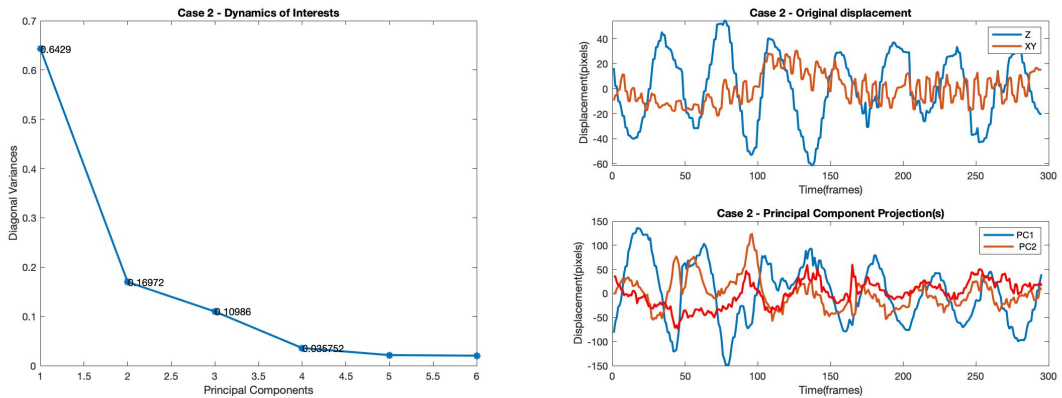 Case 2 - Dynamics of Interests
0.7
0.6
0.5
0.4
0.3
0.2
0.1
0
Diagonal Variances
0.6429
0.16972
0.10986
0.035752
1 1.5 2 2.5 3 3.5 4 4.5 5 5.5 6
Principal Components
Case 2 - Original displacement
40
20
0
-20
-40
-60
Displacement(pixels)
Z
XY
0 50 100 150 200 250 300
Time(frames)
Case 2 - Principal Component Projection(s)
150
100
50
0
-50
-100
-150
Displacement(pixels)
PC1
PC2
0 50 100 150 200 250 300
Time(frames)